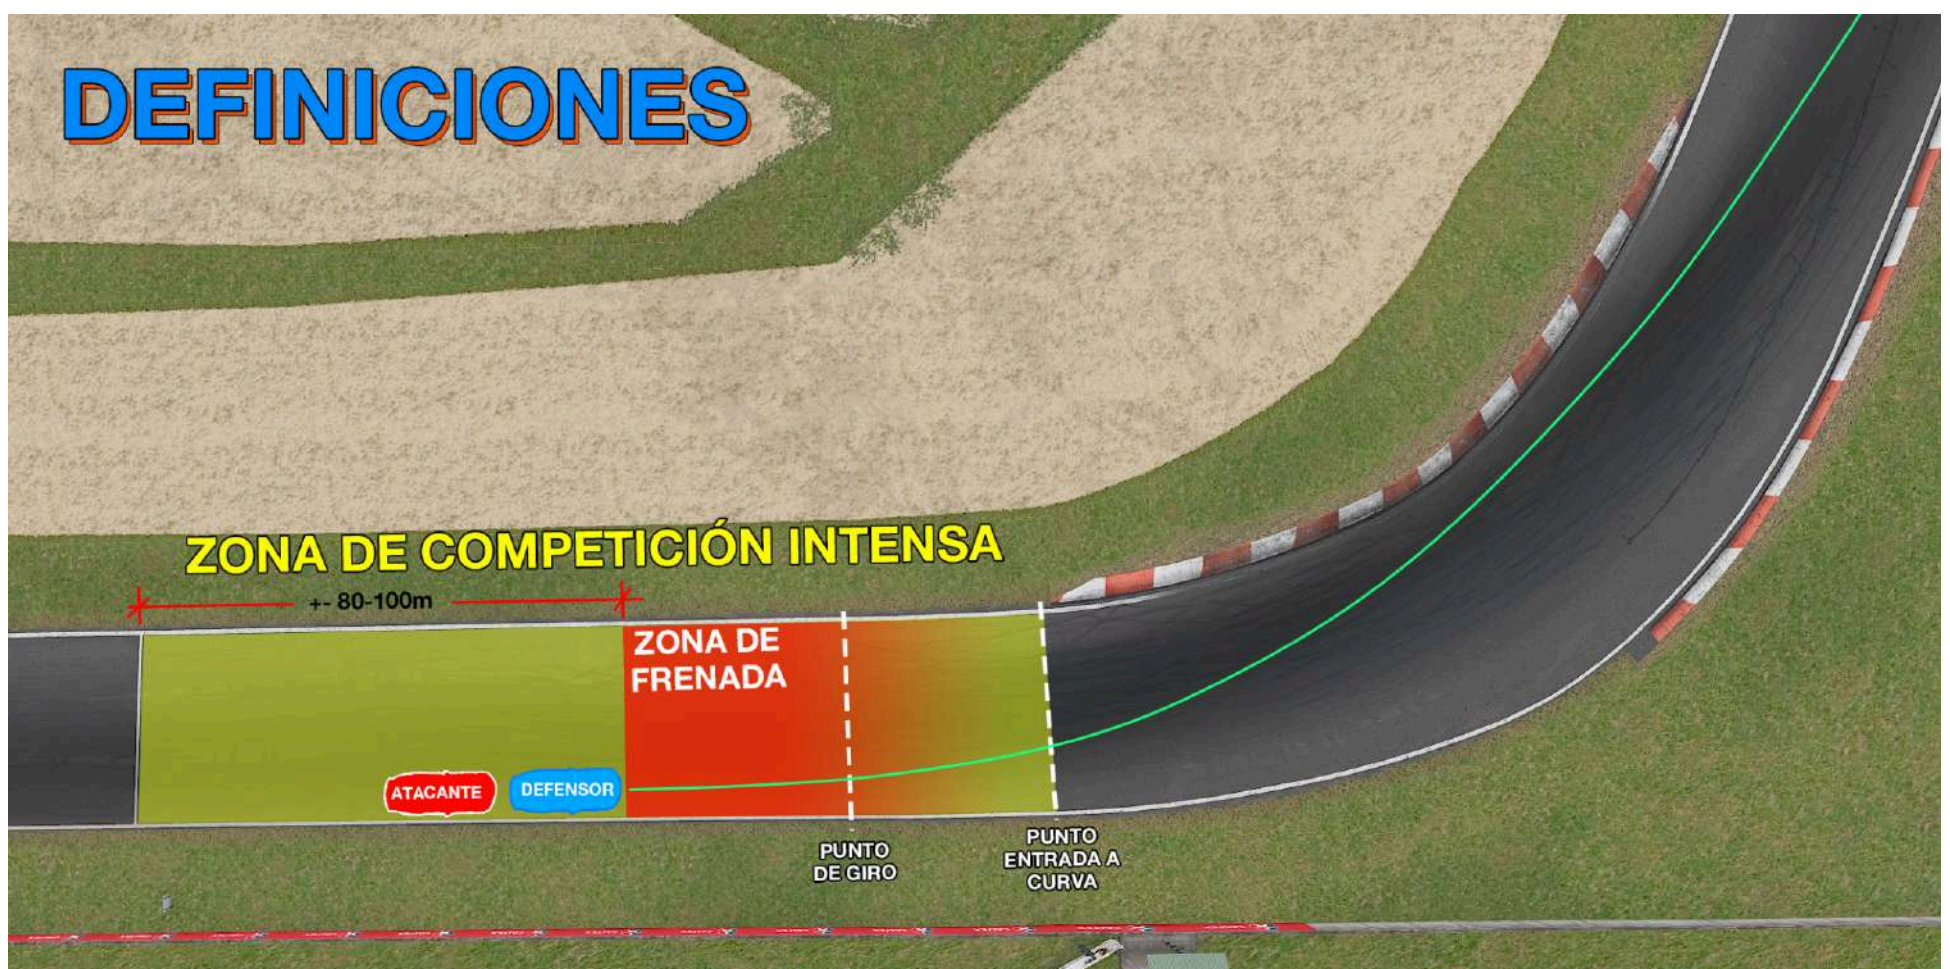 DEFINICIONES
ZONA DE COMPETICIÓN INTENSA
+- 80-100m
ZONA DE
FRENADA
ATACANTE
DEFENSOR
PUNTO
DE GIRO
PUNTO
ENTRADA A
CURVA